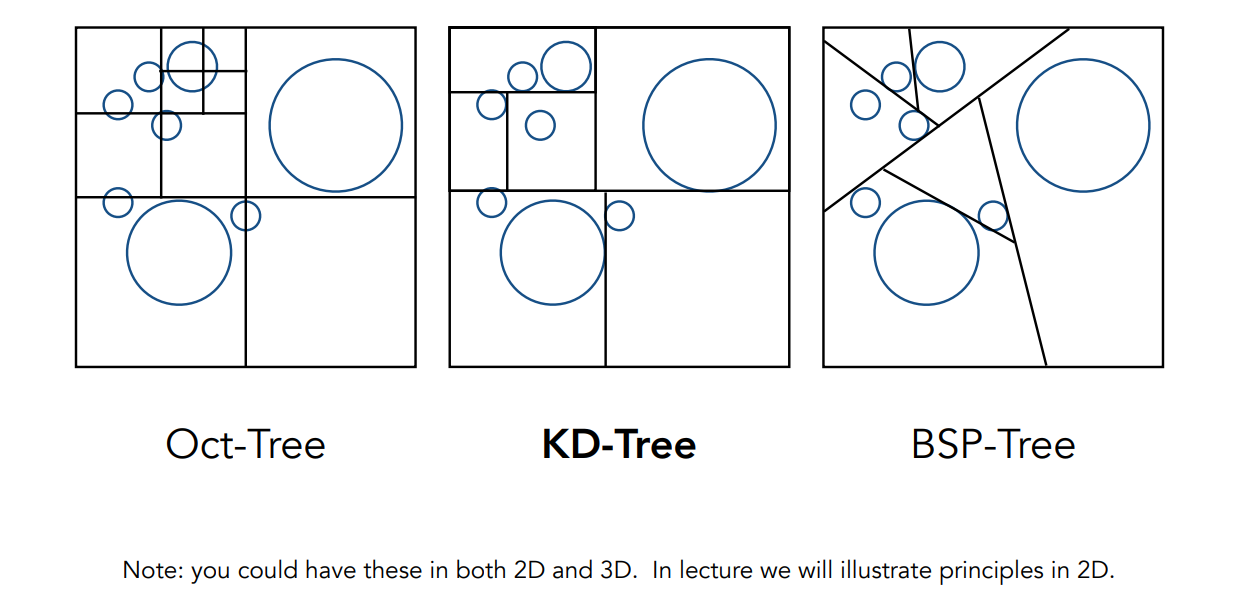 Oct-Tree
KD-Tree
BSP-Tree
Note: you could have these in both 2D and 3D.  In lecture we will illustrate principles in 2D.